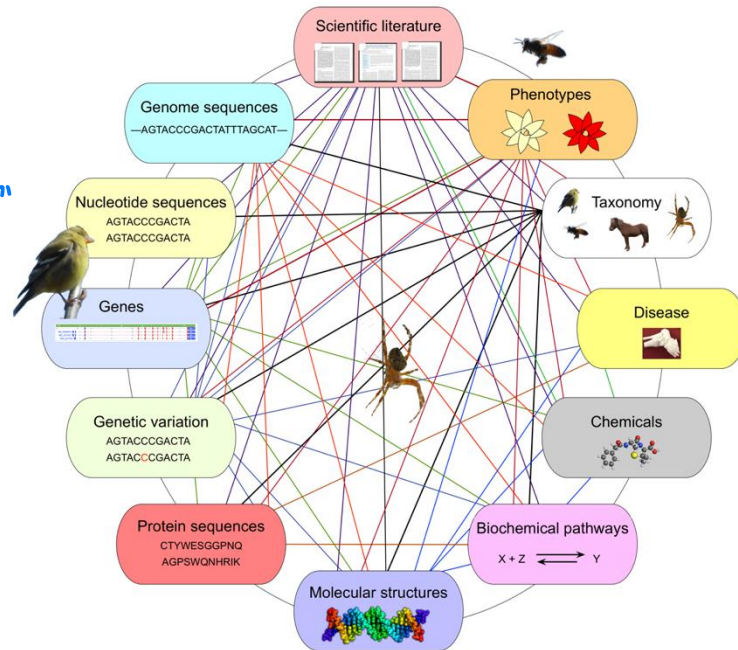 Scientific literature
Genome sequences
—AGTACCCGACTATTTAGCAT—
Phenotypes
Nucleotide sequences
AGTACCCGACTA
AGTACCCGACTA
Taxonomy
Genes
Disease
Genetic variation
AGTACCCGACTA
AGTACCCGACTA
Chemicals
Protein sequences
CTYWESGGPNQ
AGPSWQNHRIK
Biochemical pathways
X + Z
Y
Molecular structures